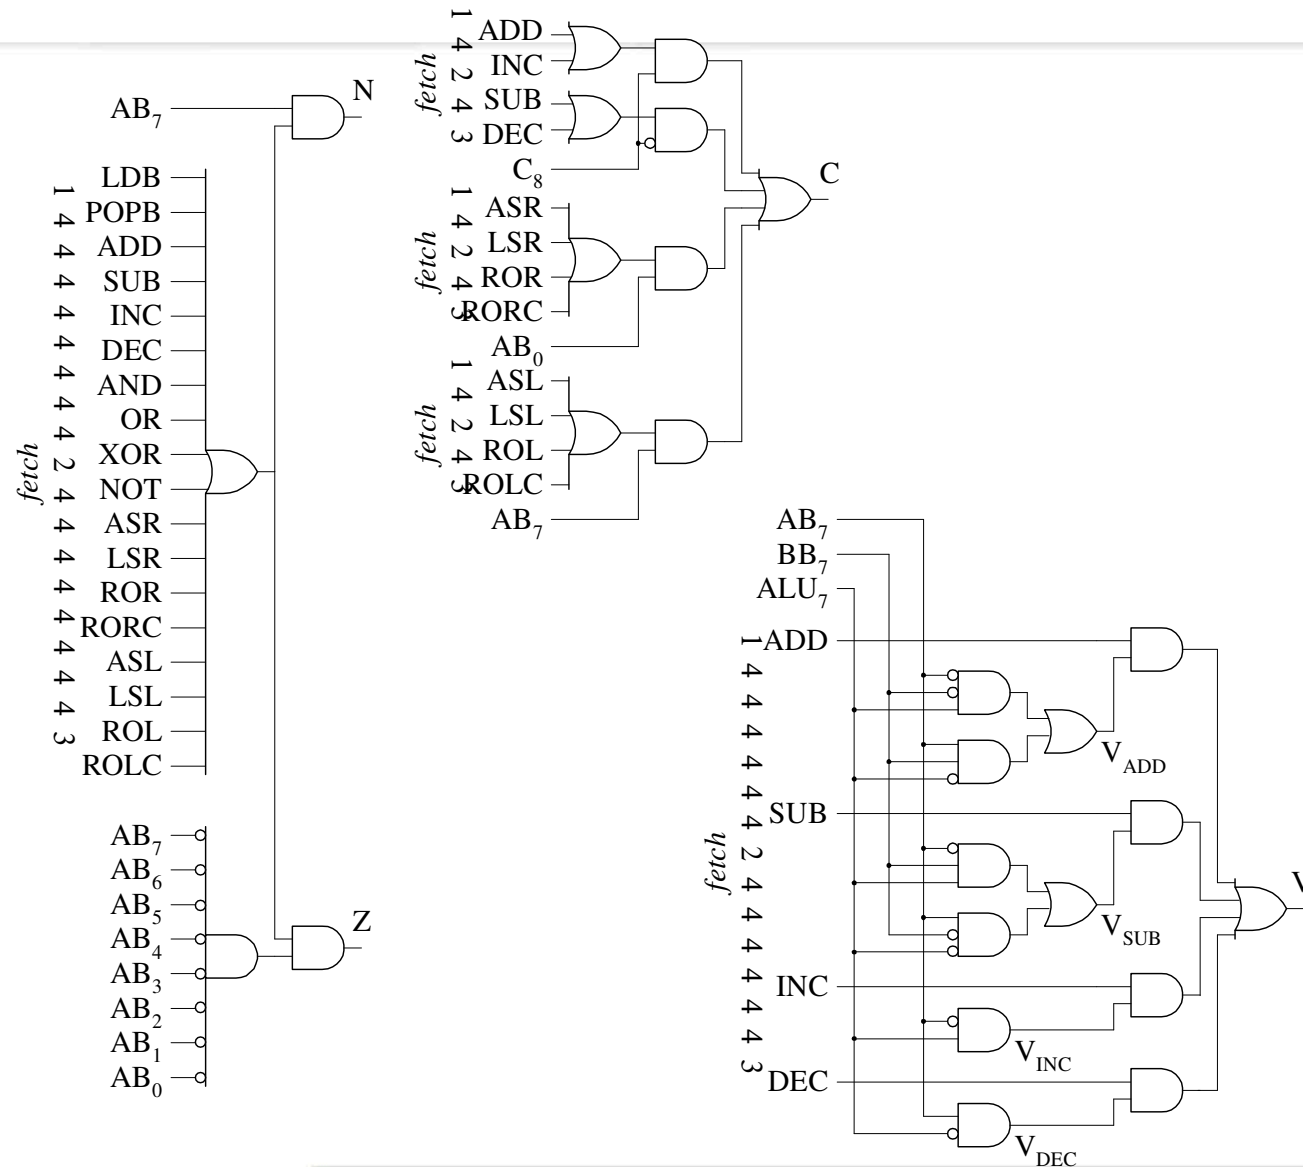 N
AB7
LDB
POPB
ADD
SUB
INC
DEC
AND
OR
XOR
NOT
ASR
LSR
ROR
RORC
ASL
LSL
ROL
ROLC
fetch
1 4 4 4 4 4 4 4 4 2 4 4 4 4 4 4 4 4 3
AB7
AB6
AB5
AB4
AB3
AB2
AB1
AB0
Z
ADD
INC
SUB
DEC
fetch
1 4 2 4 3
C8
ASR
LSR
ROR
RORC
fetch
1 4 2 4 3
AB0
ASL
LSL
ROL
ROLC
fetch
1 4 2 4 3
AB7
C
AB7
BB7
ALU7
ADD
VADD
SUB
VSUB
INC
VINC
DEC
VDEC
fetch
1 4 4 4 4 4 4 2 4 4 4 4 4 4 3
V